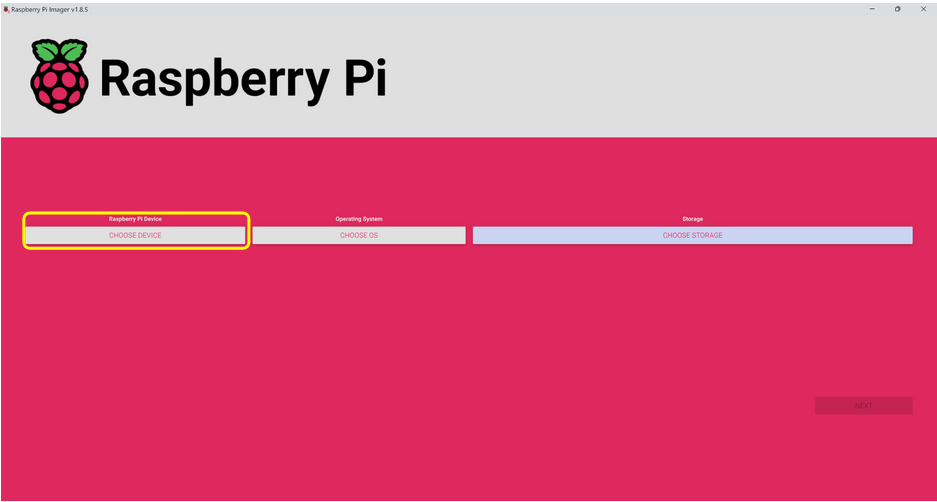 Raspberry Pi Imager v1.8.5
Raspberry Pi
Raspberry Pi Device
Operating System
Storage
CHOOSE DEVICE
CHOOSE OS
CHOOSE STORAGE
NEXT